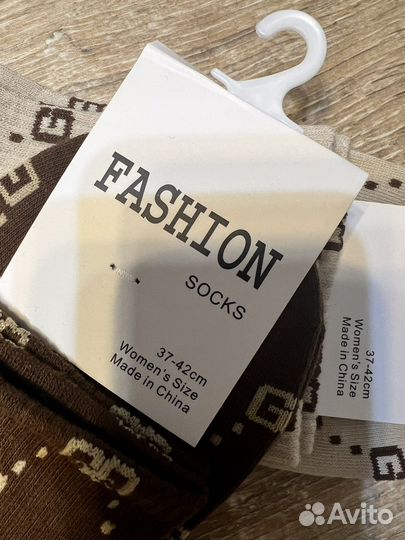 FASHION
SOCKS
37-42cm
Women's Size
Made in China
37-42cm
Women's Size
Made in China
G
G
G
Avito